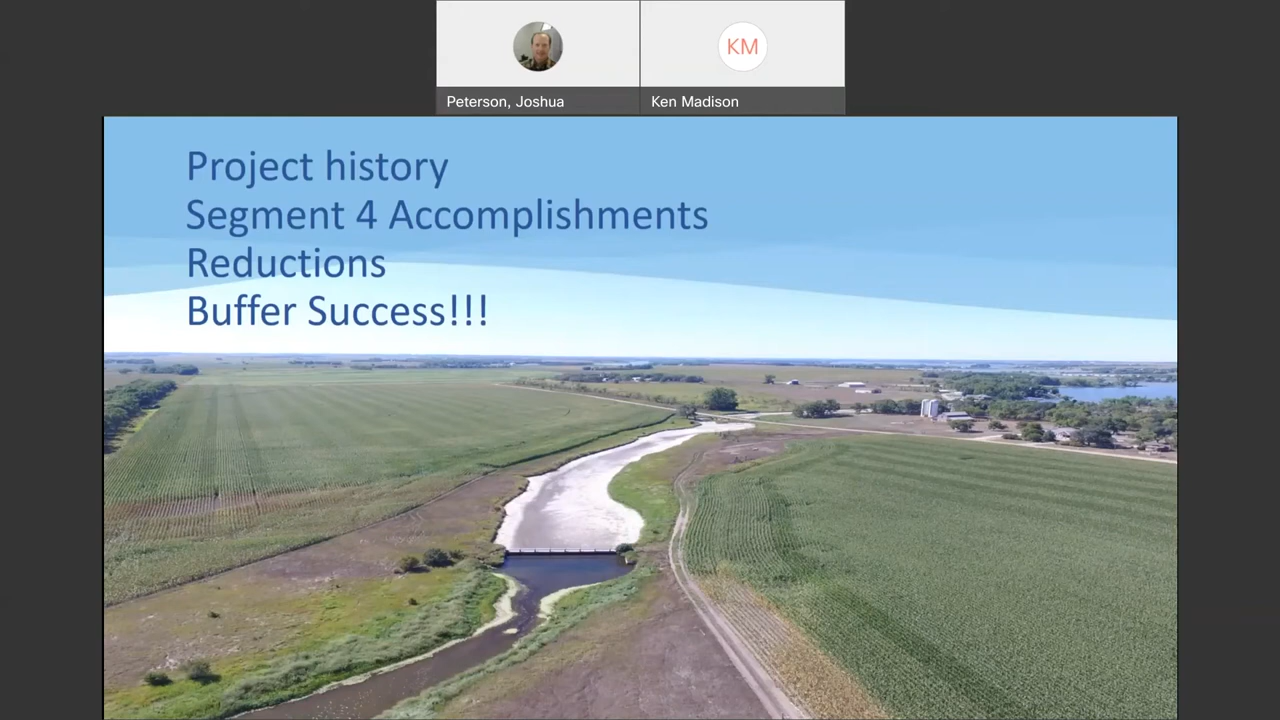 KM
Peterson, Joshua
Ken Madison
Project history
Segment 4 Accomplishments
Reductions
Buffer Success!!!